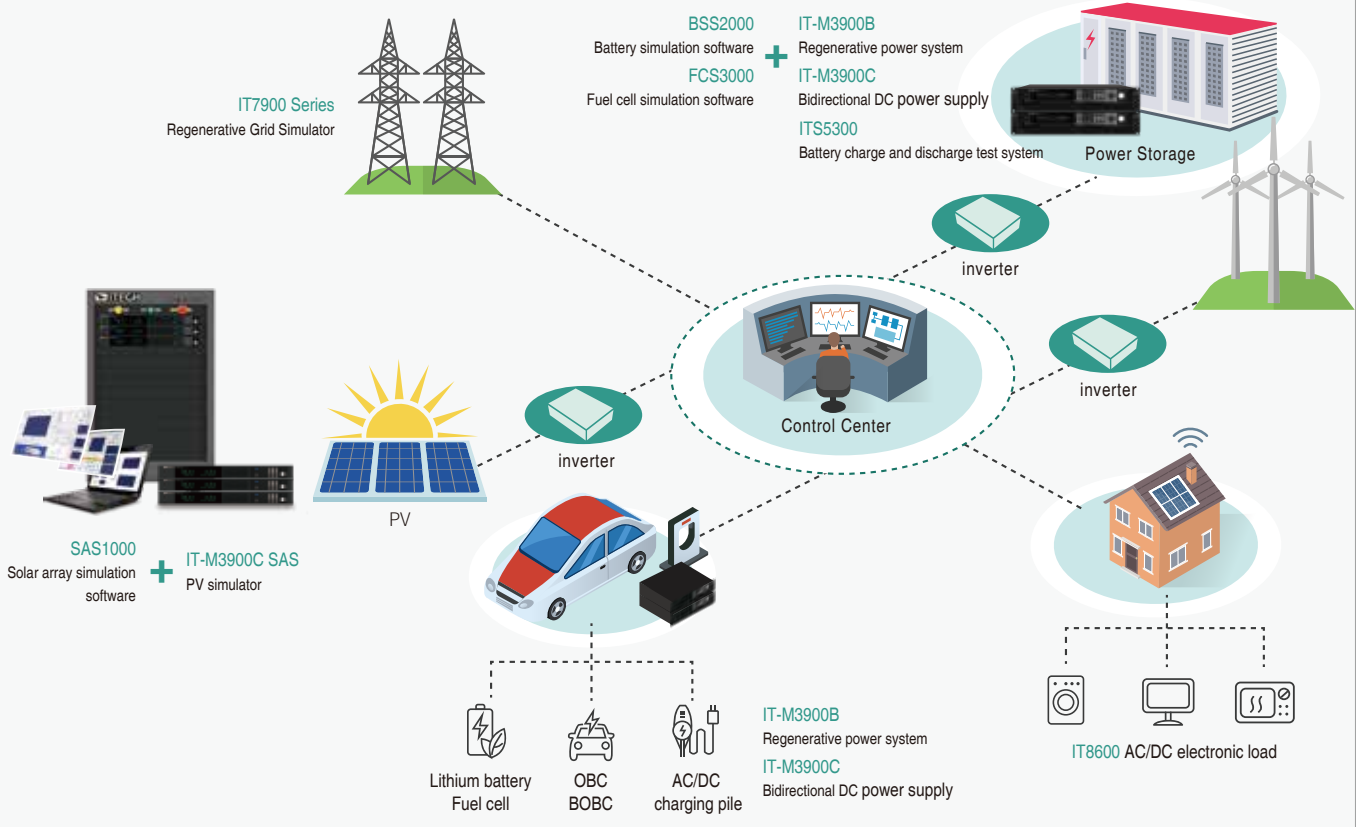 IT7900 Series
Regenerative Grid Simulator
BSS2000
Battery simulation software
FCS3000
Fuel cell simulation software
+
IT-M3900B
Regenerative power system
IT-M3900C
Bidirectional DC power supply
ITS5300
Battery charge and discharge test system
Power Storage
inverter
inverter
Control Center
ITECH
inverter
PV
SAS1000
Solar array simulation
software
+
IT-M3900C SAS
PV simulator
Lithium battery
Fuel cell
OBC
BOBC
AC/DC
charging pile
IT-M3900B
Regenerative power system
IT-M3900C
Bidirectional DC power supply
IT8600 AC/DC electronic load